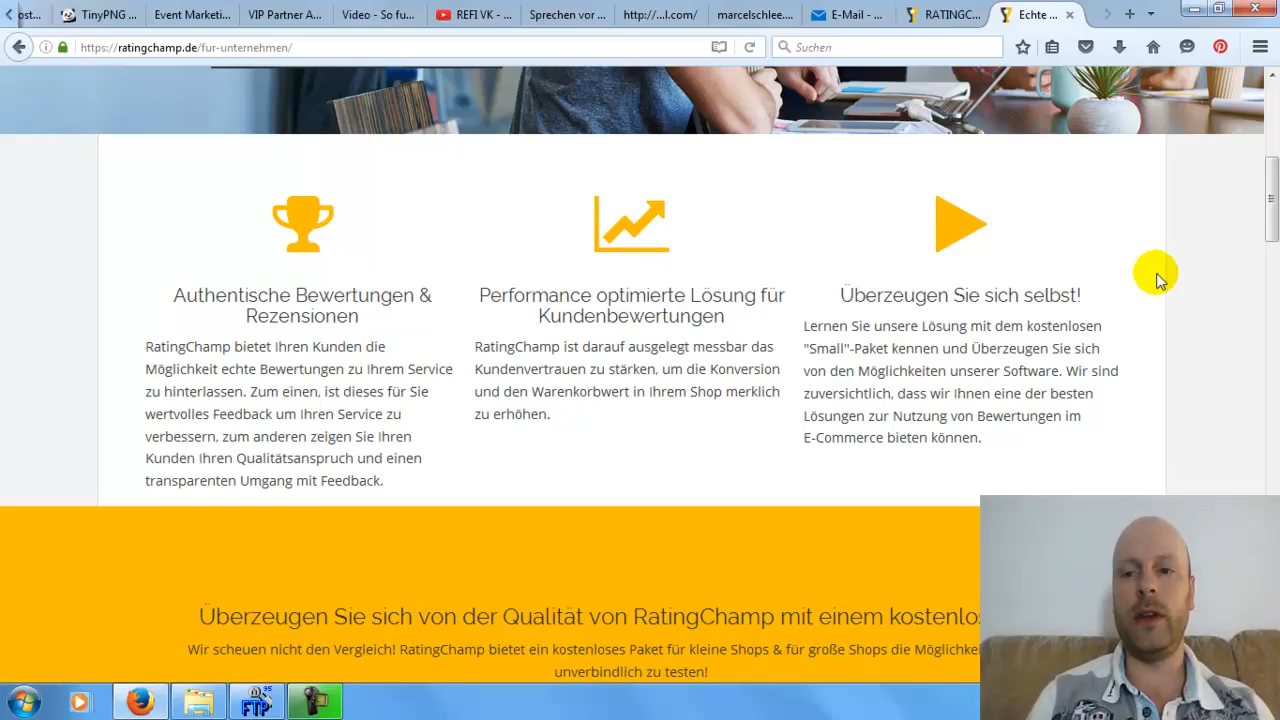 ost...
TinyPNG ...
Event Marketi...
VIP Partner A...
Video - So fu...
REFI VK - ...
Sprechen vor ...
http:/...l.com/
marcelschlee....
E-Mail - ...
RATINGC...
Echte ...
https://ratingchamp.de/fur-unternehmen/
Suchen
Authentische Bewertungen &
Rezensionen
RatingChamp bietet Ihren Kunden die
Möglichkeit echte Bewertungen zu Ihrem Service
zu hinterlassen. Zum einen, ist dieses für Sie
wertvolles Feedback um Ihren Service zu
verbessern, zum anderen zeigen Sie Ihren
Kunden Ihren Qualitätsanspruch und einen
transparenten Umgang mit Feedback.
Performance optimierte Lösung für
Kundenbewertungen
RatingChamp ist darauf ausgelegt messbar das
Kundenvertrauen zu stärken, um die Konversion
und den Warenkorbwert in Ihrem Shop merklich
zu erhöhen.
Überzeugen Sie sich selbst!
Lernen Sie unsere Lösung mit dem kostenlosen
"Small"-Paket kennen und Überzeugen Sie sich
von den Möglichkeiten unserer Software. Wir sind
zuversichtlich, dass wir Ihnen eine der besten
Lösungen zur Nutzung von Bewertungen im
E-Commerce bieten können.
Überzeugen Sie sich von der Qualität von RatingChamp mit einem kostenlo
Wir scheuen nicht den Vergleich! RatingChamp bietet ein kostenloses Paket für kleine Shops & für große Shops die Möglichkei
unverbindlich zu testen!
FTP